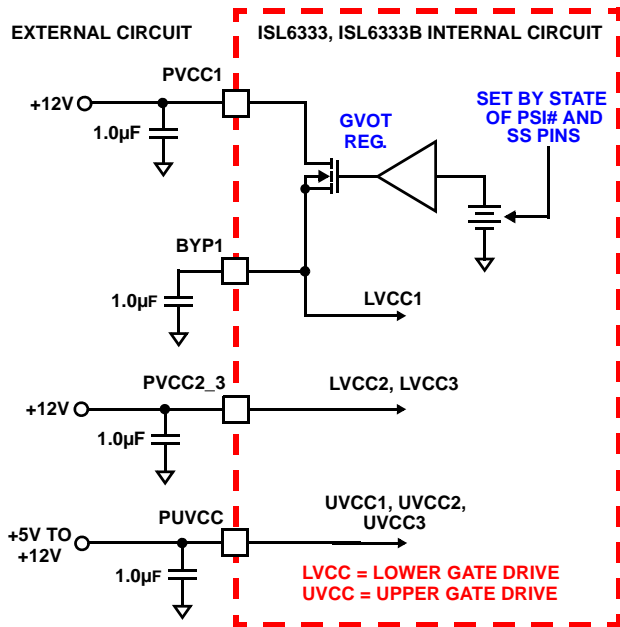 EXTERNAL CIRCUIT
ISL6333, ISL6333B INTERNAL CIRCUIT
PVCC1
+12V
1.0µF
SET BY STATE
OF PSI# AND
SS PINS
GVOT
REG.
BYP1
1.0µF
LVCC1
PVCC2_3
+12V
1.0µF
LVCC2, LVCC3
PUVCC
+5V TO
+12V
1.0µF
UVCC1, UVCC2,
UVCC3
LVCC = LOWER GATE DRIVE
UVCC = UPPER GATE DRIVE